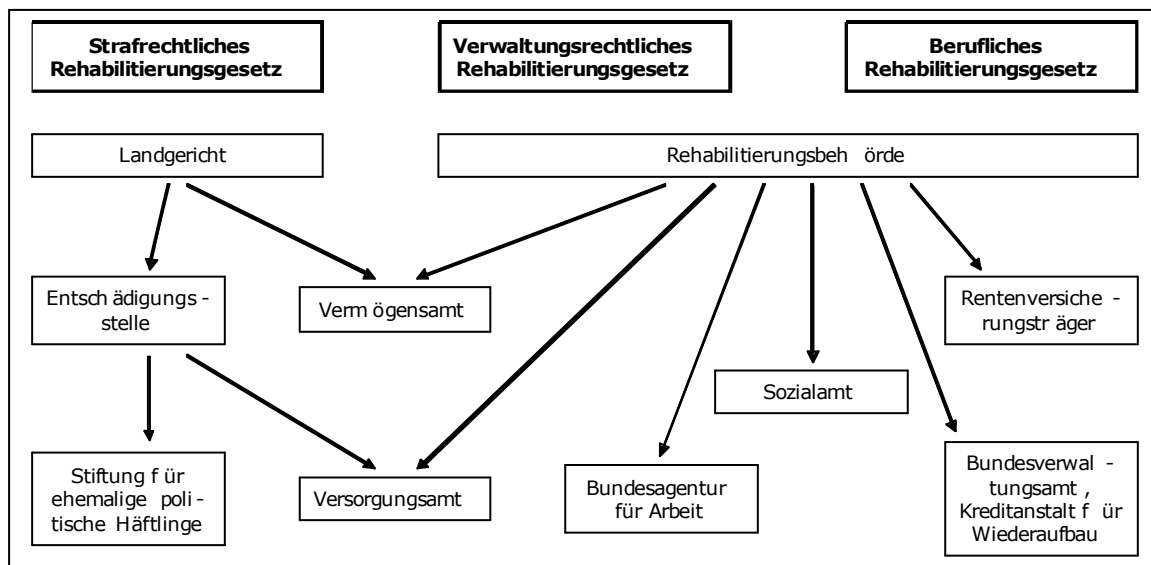 Strafrechtliches
Rehabilitierungsgesetz
Verwaltungsrechtliches
Rehabilitierungsgesetz
Berufliches
Rehabilitierungsgesetz
Landgericht
Rehabilitierungsbeh örde
Entsch ädigungs -
stelle
Verm ögensamt
Rentenversiche -
rungstr äger
Sozialamt
Stiftung f ür
ehemalige poli -
tische Häftlinge
Versorgungsamt
Bundesagentur
für Arbeit
Bundesverwal -
tungsamt ,
Kreditanstalt f ür
Wiederaufbau